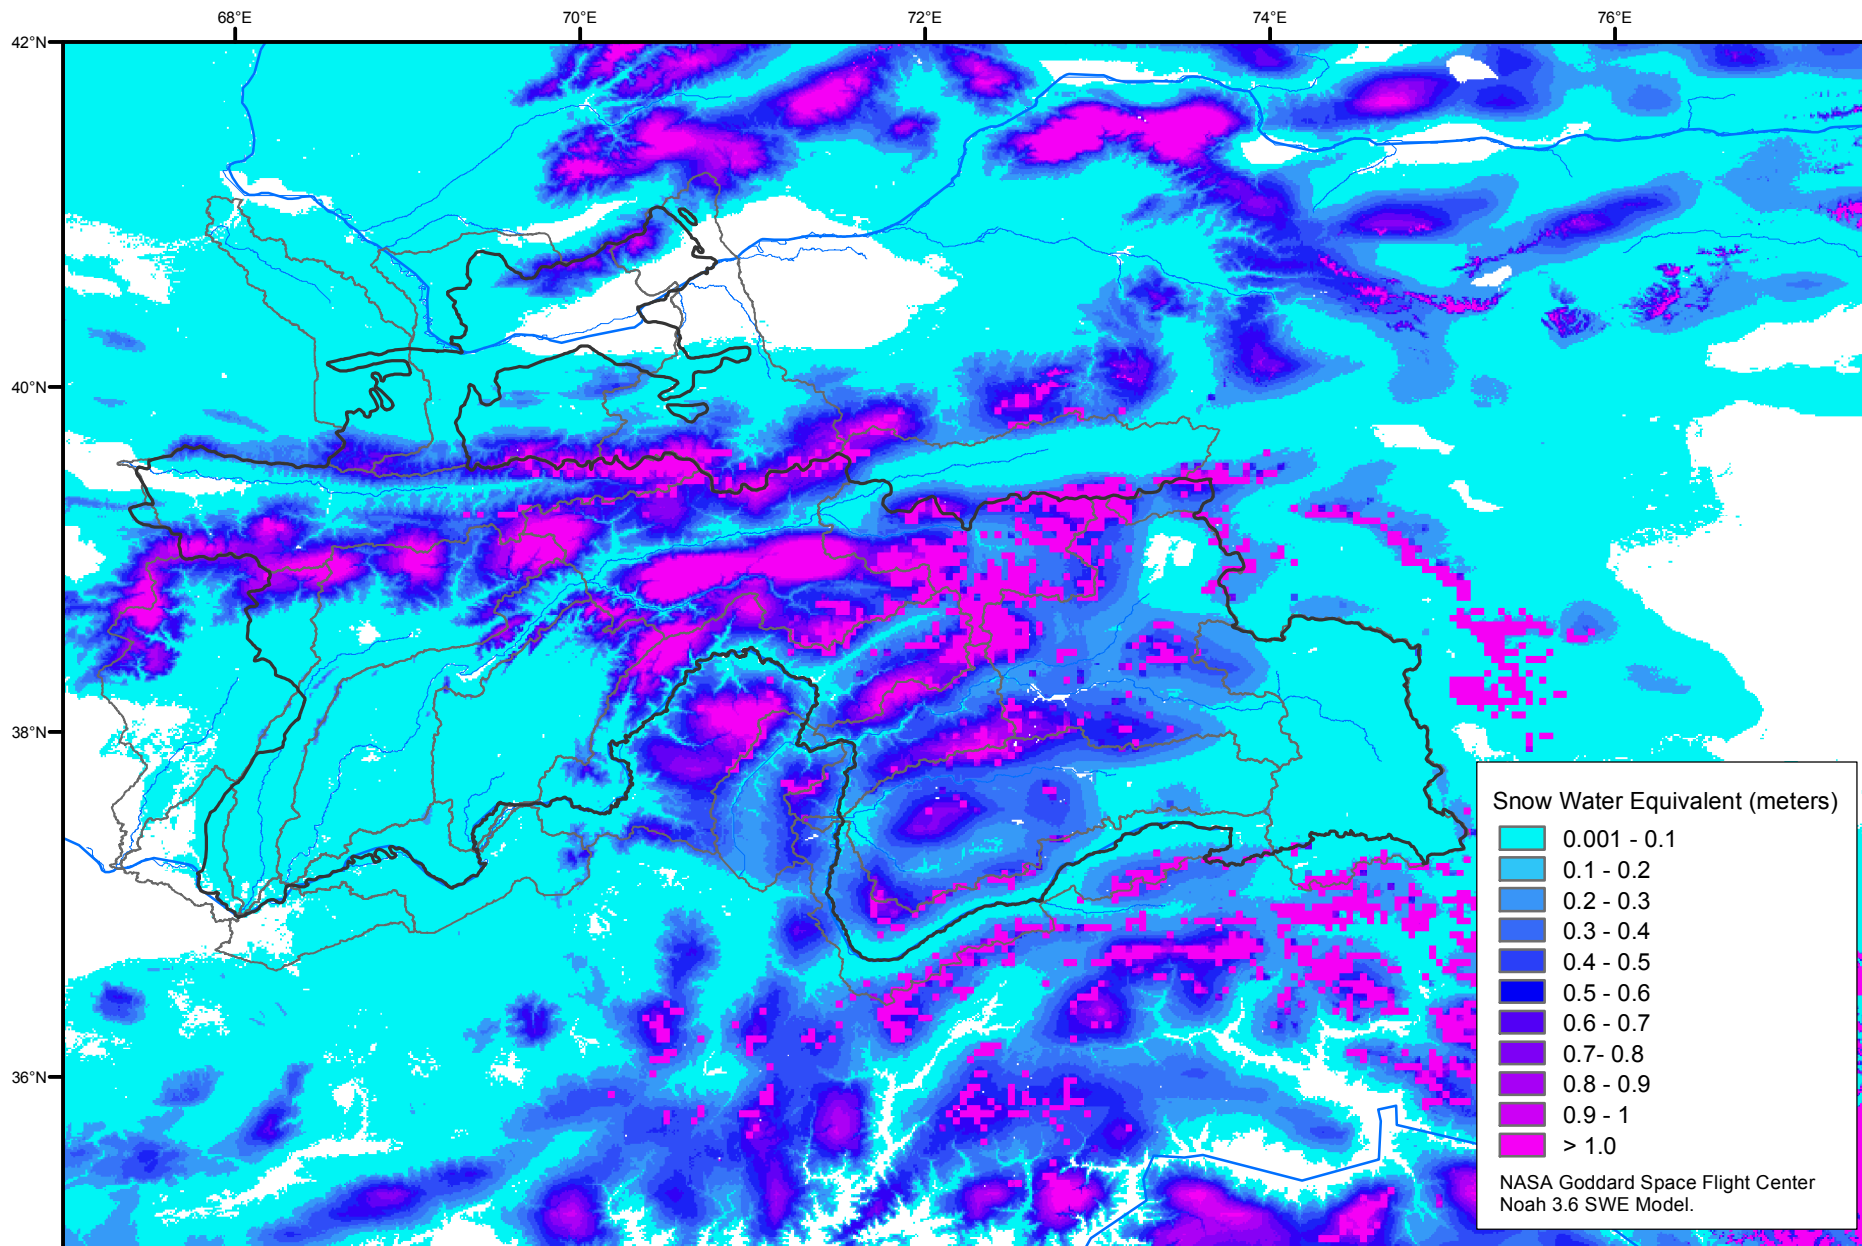 68°E
70°E
72°E
74°E
76°E
42°N
40°N
38°N
36°N
Snow Water Equivalent (meters)
0.001 - 0.1
0.1 - 0.2
0.2 - 0.3
0.3 - 0.4
0.4 - 0.5
0.5 - 0.6
0.6 - 0.7
0.7- 0.8
0.8 - 0.9
0.9 - 1
> 1.0
NASA Goddard Space Flight Center
Noah 3.6 SWE Model.